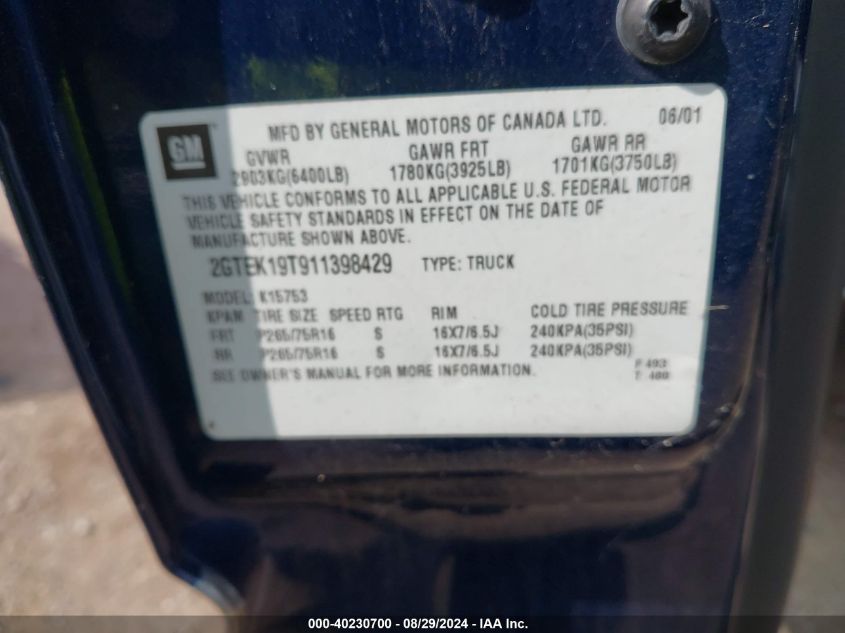 GM
MFD BY GENERAL MOTORS OF CANADA LTD. 06/01
GVWR GAWR FRT GAWR RR
2903KG(6400LB) 1780KG(3925LB) 1701KG(3750LB)
THIS VEHICLE CONFORMS TO ALL APPLICABLE U.S. FEDERAL MOTOR
VEHICLE SAFETY STANDARDS IN EFFECT ON THE DATE OF
MANUFACTURE SHOWN ABOVE.
2GTEK19T911398429 TYPE: TRUCK
MODEL: K15753
KPAM TIRE SIZE SPEED RTG RIM COLD TIRE PRESSURE
FRT P265/75R16 S 16X7/6.5J 240KPA(35PSI)
RR P265/75R16 S 16X7/6.5J 240KPA(35PSI)
SEE OWNER'S MANUAL FOR MORE INFORMATION.
F:493
T:480
000-40230700 - 08/29/2024 - IAA Inc.